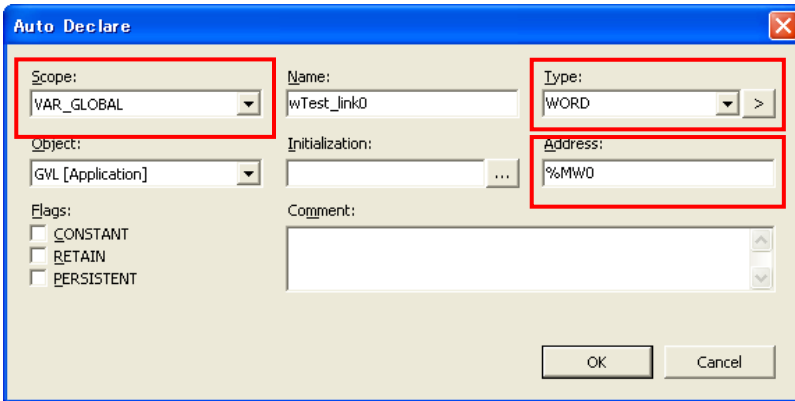 Auto Declare
Scope:
Name:
Type:
VAR_GLOBAL
wTest_link0
WORD
>
Object:
Initialization:
Address:
GVL [Application]
...
%MW0
Flags:
Comment:
CONSTANT
RETAIN
PERSISTENT
OK
Cancel